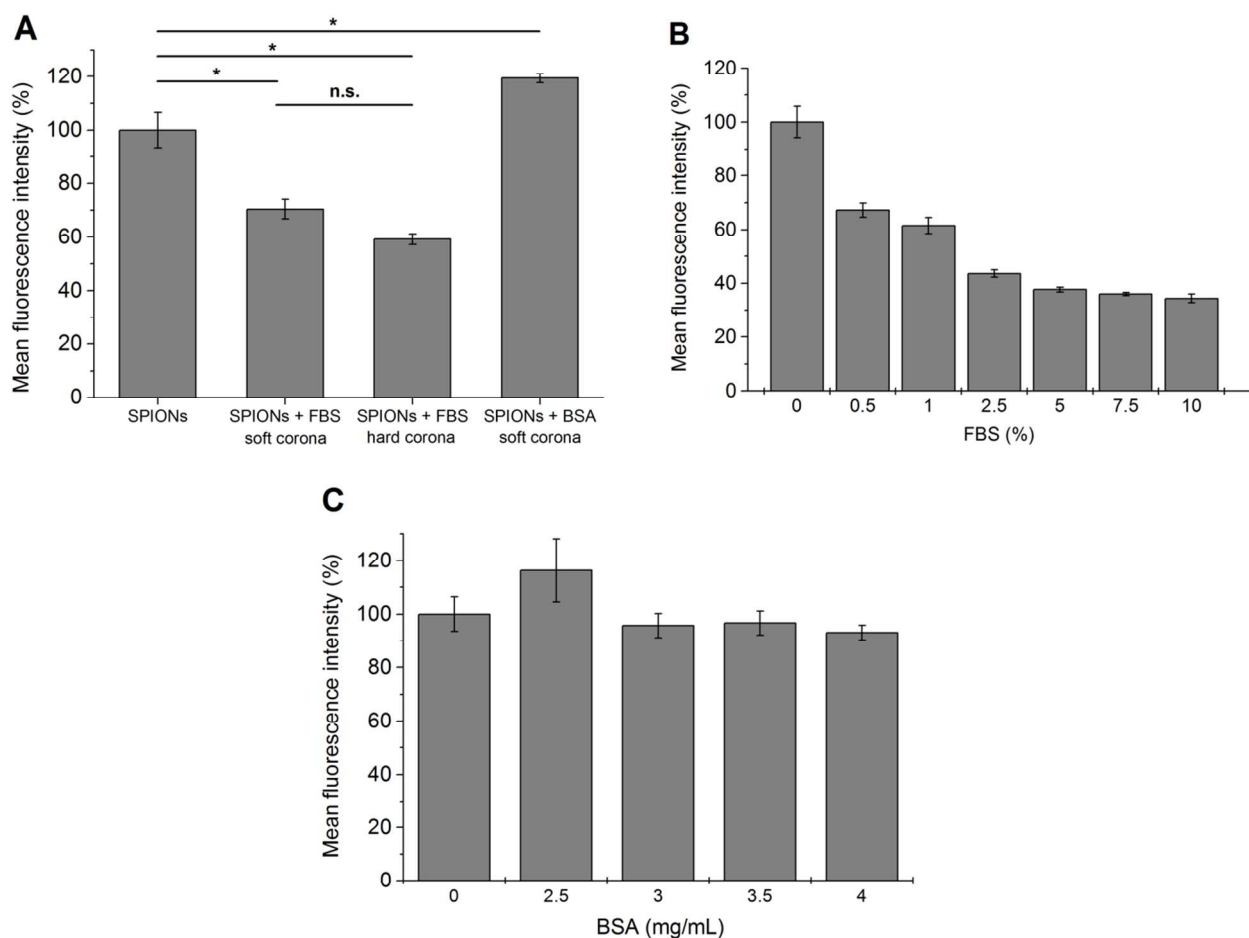 A
Mean fluorescence intensity (%)
120
100
80
60
40
20
0
*
*
*
n.s.
SPIONs
SPIONs + FBS
soft corona
SPIONs + FBS
hard corona
SPIONs + BSA
soft corona
B
Mean fluorescence intensity (%)
120
100
80
60
40
20
0
0 0.5 1 2.5 5 7.5 10
FBS (%)
C
Mean fluorescence intensity (%)
120
100
80
60
40
20
0
0 2.5 3 3.5 4
BSA (mg/mL)